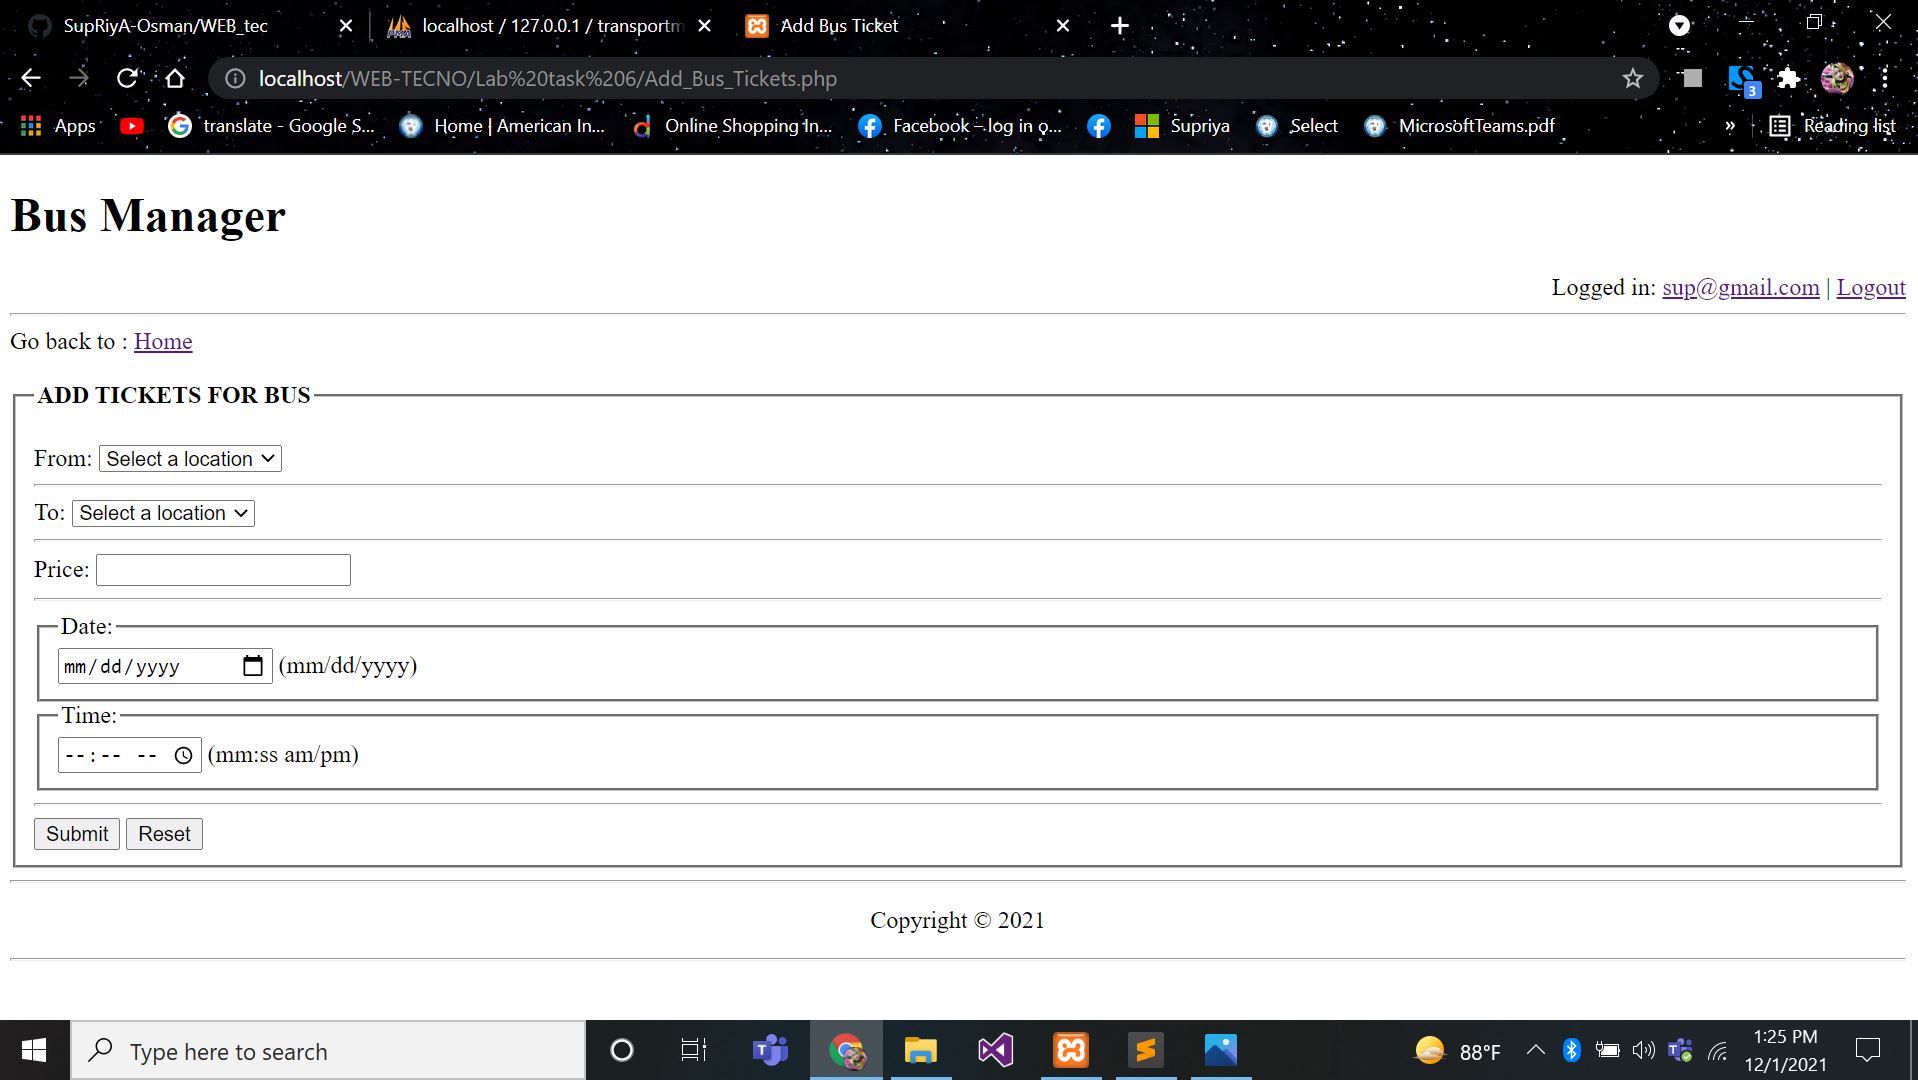 SupRiyA-Osman/WEB_tec
localhost / 127.0.0.1 / transportm
Add Bus Ticket
localhost/WEB-TECNO/Lab%20task%206/Add_Bus_Tickets.php
3
Apps
translate - Google S...
Home | American In...
Online Shopping In...
Facebook – log in o...
Supriya
Select
MicrosoftTeams.pdf
»
Reading list
Bus Manager
Logged in: sup@gmail.com | Logout
Go back to : Home
ADD TICKETS FOR BUS
From: Select a location
To: Select a location
Price:
Date:
mm/dd/yyyy (mm/dd/yyyy)
Time:
--:-- -- (mm:ss am/pm)
Submit Reset
Copyright © 2021
Type here to search
88°F
1:25 PM
12/1/2021